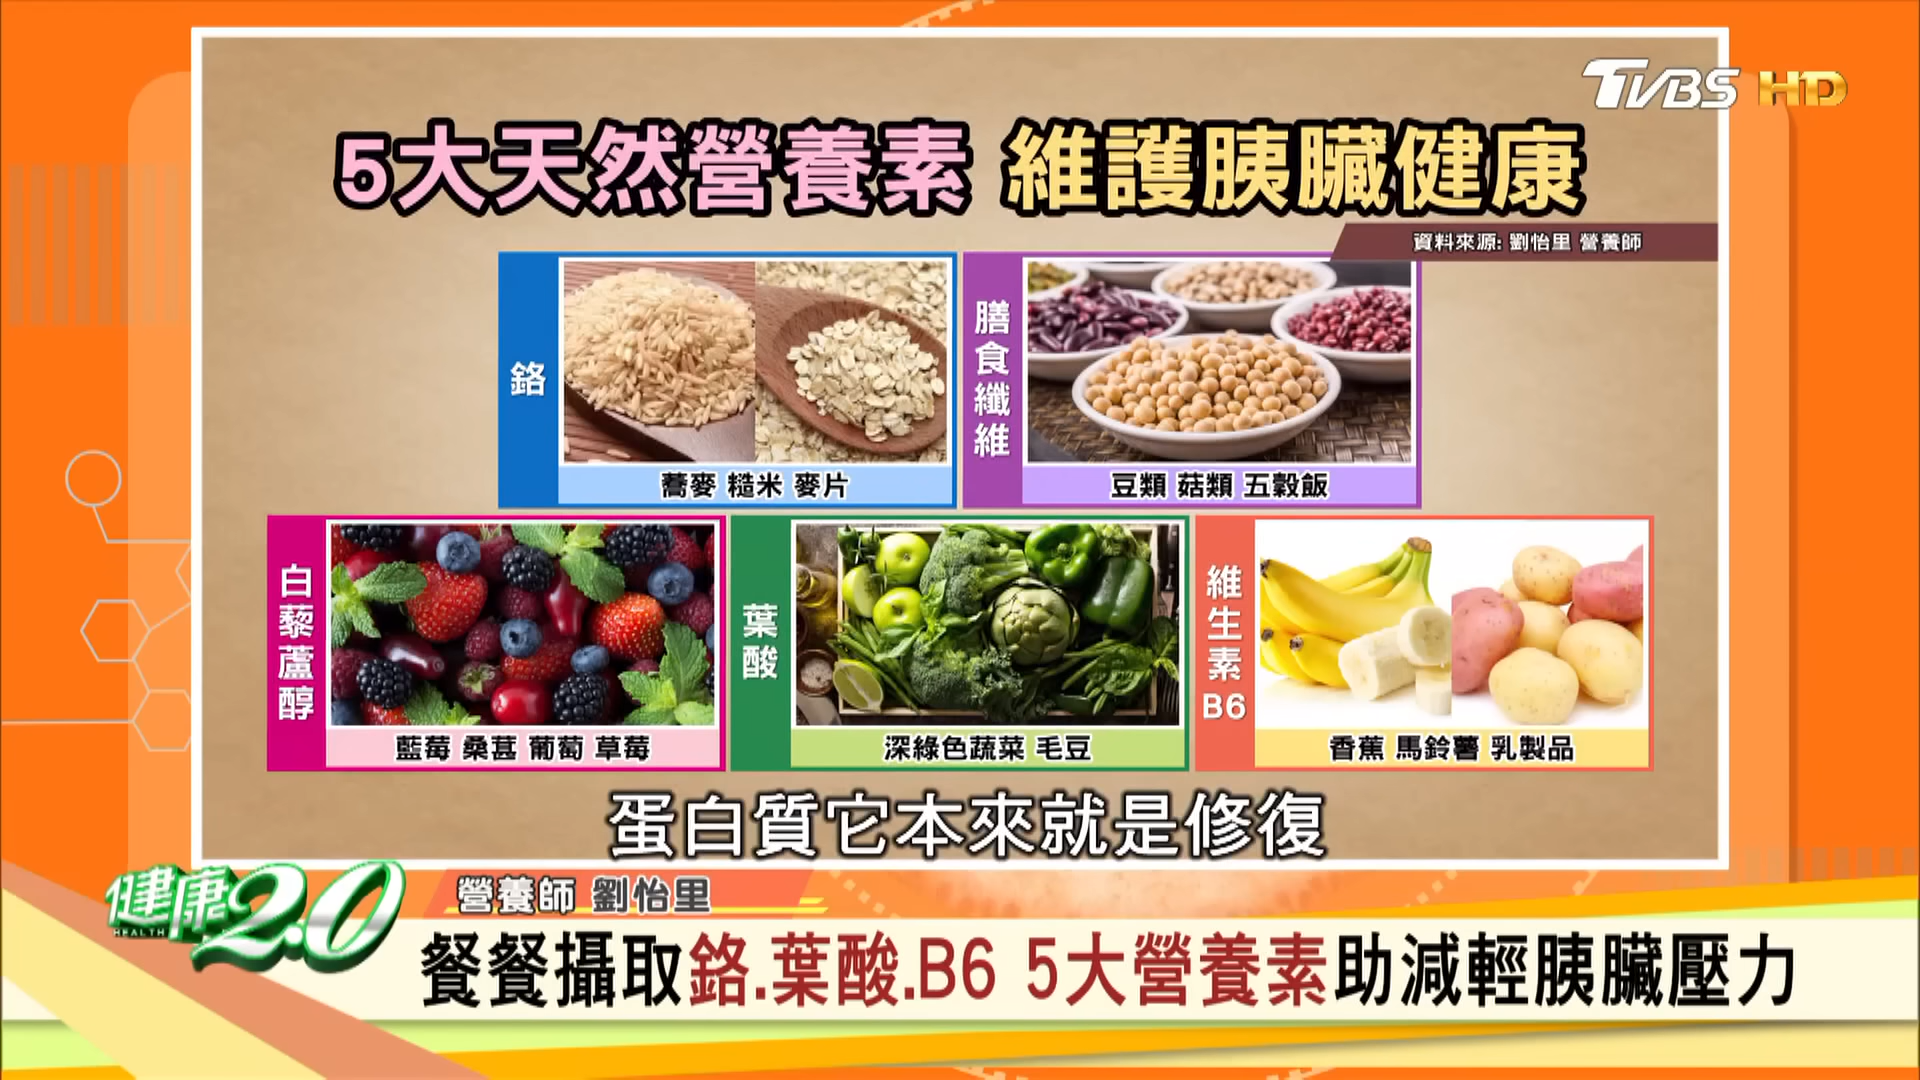 TVBS HD
5大天然營養素 維護胰臟健康
資料來源: 劉怡里 營養師
鉻
蕎麥 糙米 麥片
膳食纖維
豆類 菇類 五穀飯
白藜蘆醇
藍莓 桑葚 葡萄 草莓
葉酸
深綠色蔬菜 毛豆
維生素B6
香蕉 馬鈴薯 乳製品
蛋白質它本來就是修復
健康2.0
HEALTH
營養師 劉怡里
餐餐攝取鉻.葉酸.B6 5大營養素助減輕胰臟壓力